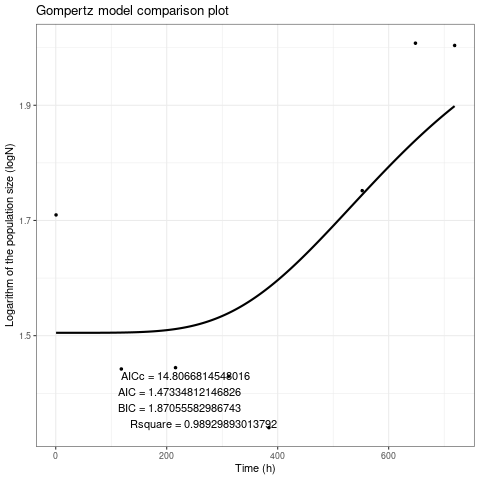 Gompertz model comparison plot
Logarithm of the population size (logN)
1.9
1.7
1.5
AICc = 14.8066814548016
AIC = 1.47334812146826
BIC = 1.87055582986743
Rsquare = 0.98929893013792
0 200 400 600
Time (h)